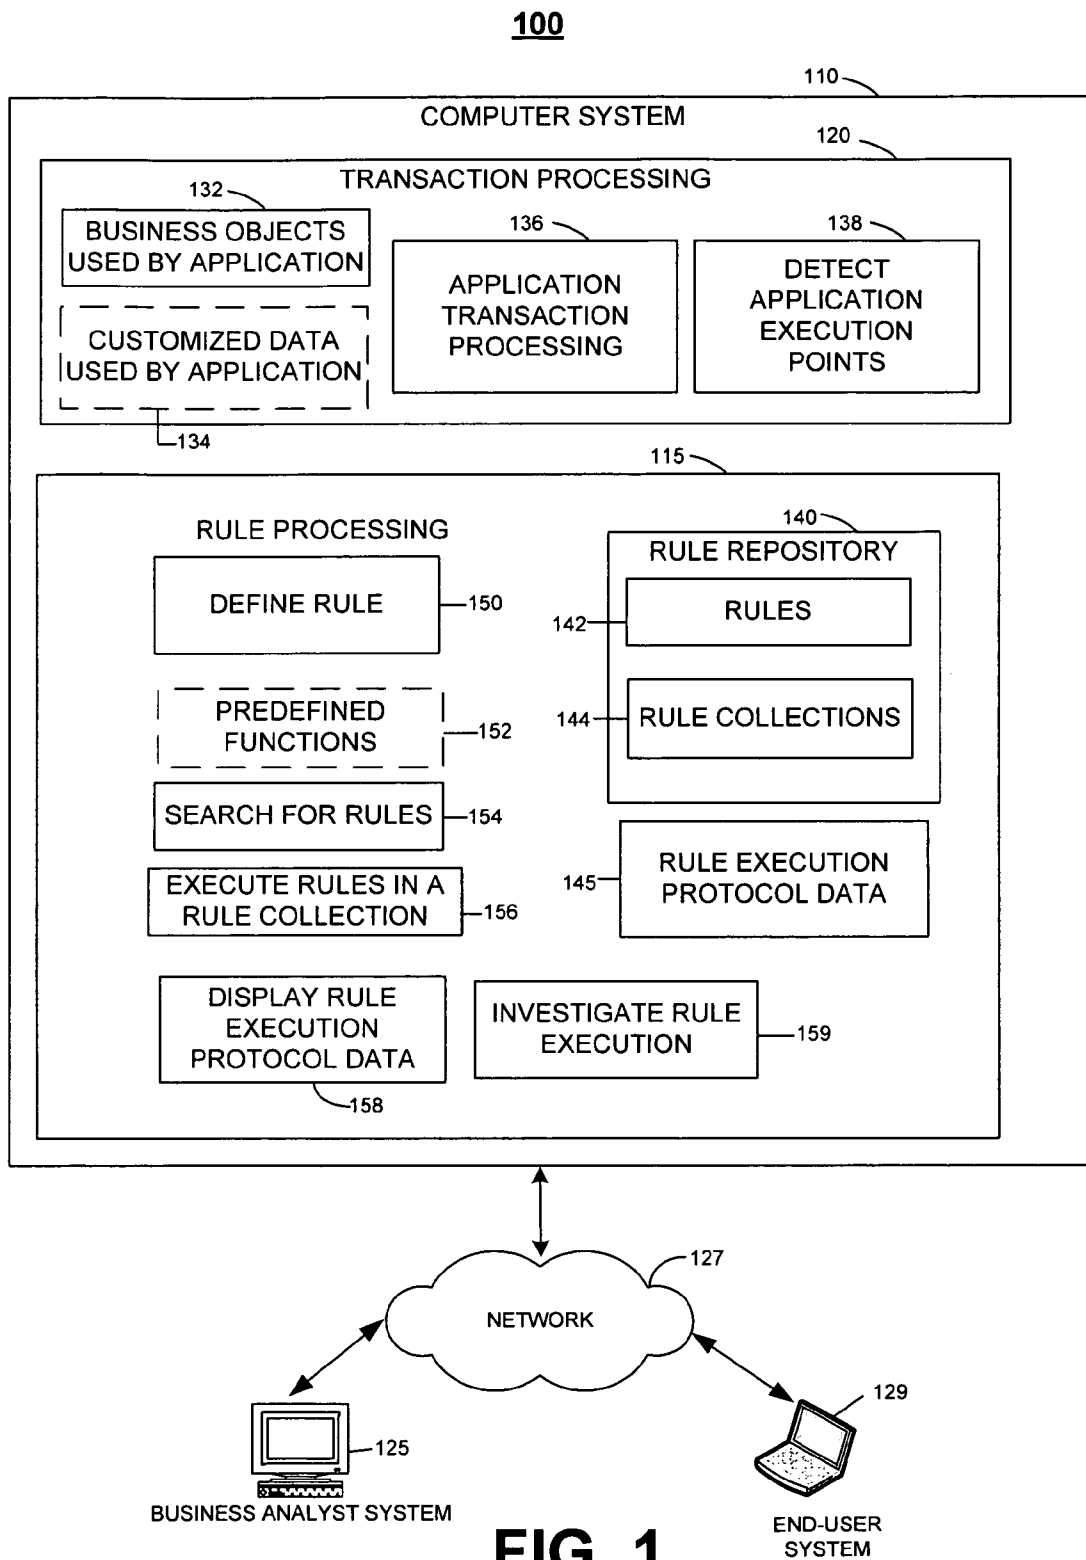 100
110
COMPUTER SYSTEM
120
TRANSACTION PROCESSING
132
BUSINESS OBJECTS
USED BY APPLICATION
136
APPLICATION
TRANSACTION
PROCESSING
138
DETECT
APPLICATION
EXECUTION
POINTS
CUSTOMIZED DATA
USED BY APPLICATION
134
115
RULE PROCESSING
140
RULE REPOSITORY
DEFINE RULE
150
142
RULES
PREDEFINED
FUNCTIONS
152
144
RULE COLLECTIONS
SEARCH FOR RULES
154
EXECUTE RULES IN A
RULE COLLECTION
156
145
RULE EXECUTION
PROTOCOL DATA
DISPLAY RULE
EXECUTION
PROTOCOL DATA
158
INVESTIGATE RULE
EXECUTION
159
127
NETWORK
125
BUSINESS ANALYST SYSTEM
129
END-USER
SYSTEM
FIG. 1